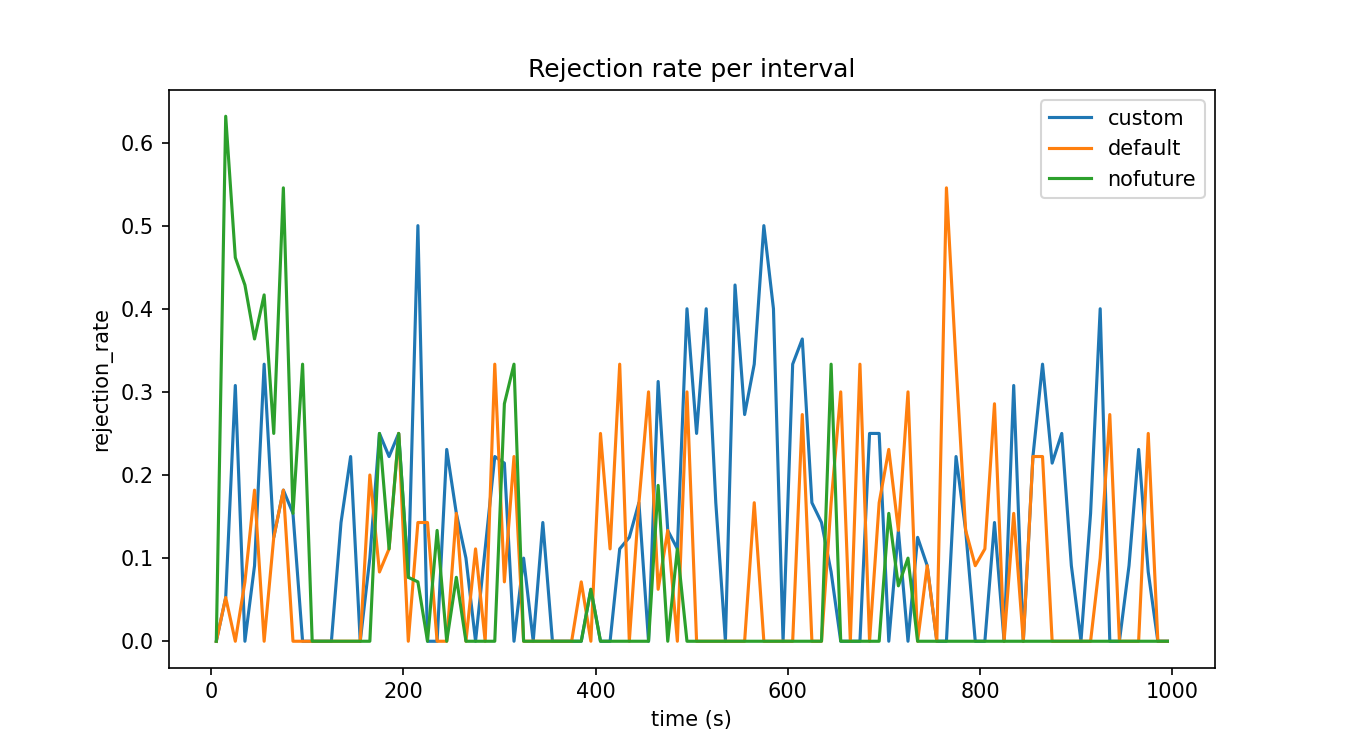 Rejection rate per interval
custom
default
nofuture
rejection_rate
0.6
0.5
0.4
0.3
0.2
0.1
0.0
0 200 400 600 800 1000
time (s)